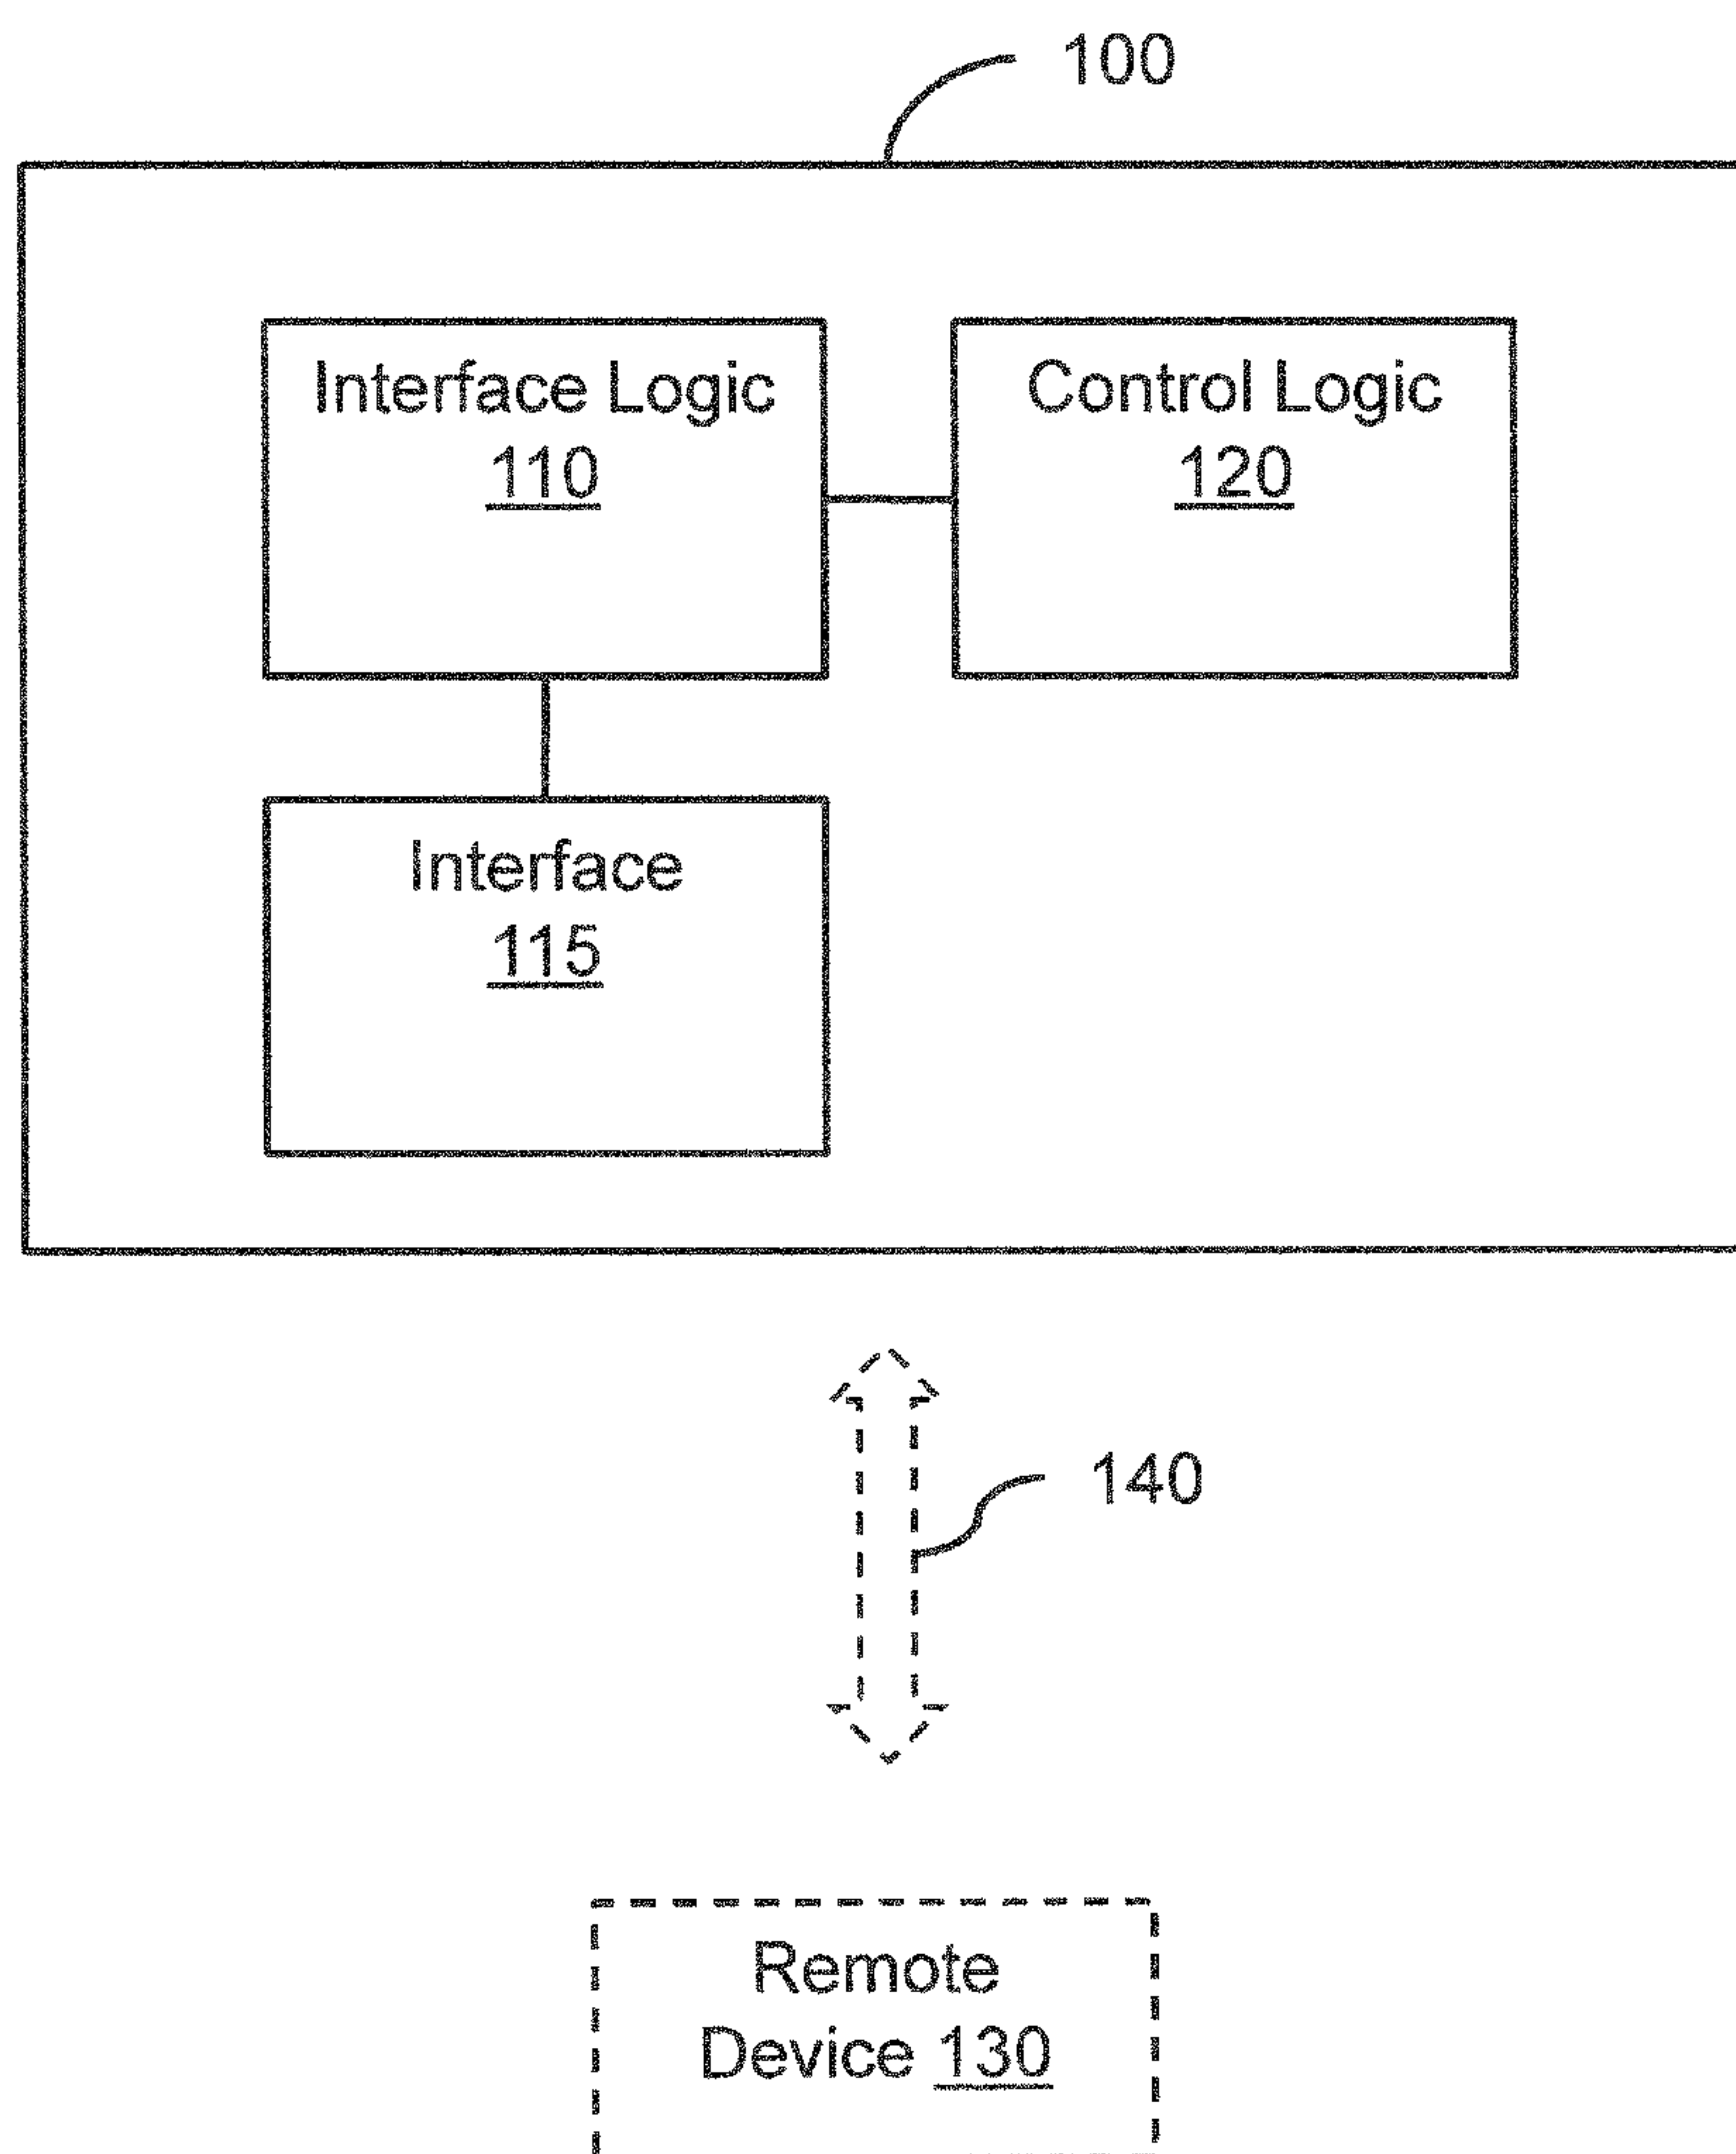 100
Interface Logic
110
Control Logic
120
Interface
115
140
Remote
Device 130